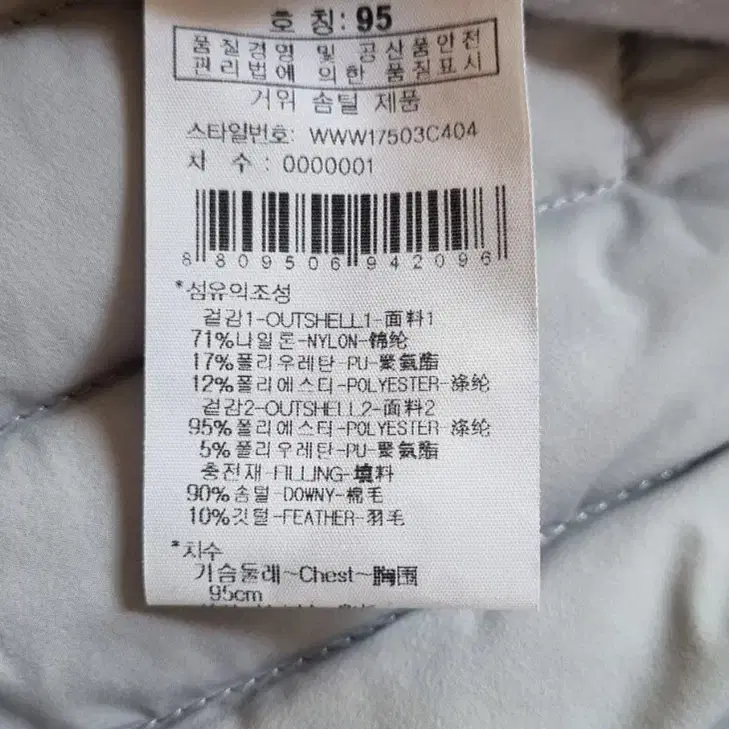 호 칭: 95
품질경영 및 공산품안전
관리법에 의한 품질표시
거위 솜털 제품
스타일번호: WWW17503C404
차 수 : 0000001
8 809506 942096
*섬유의조성
겉감1-OUTSHELL1-面料1
71%나일론-NYLON-锦纶
17%폴리우레탄-PU-聚氨酯
12%폴리에스터-POLYESTER-涤纶
겉감2-OUTSHELL2-面料2
95%폴리에스터-POLYESTER-涤纶
5%폴리우레탄-PU-聚氨酯
충전재-FILLING-填料
90%솜털-DOWNY-棉毛
10%깃털-FEATHER-羽毛
*치수
가슴둘레~Chest~胸围
95cm